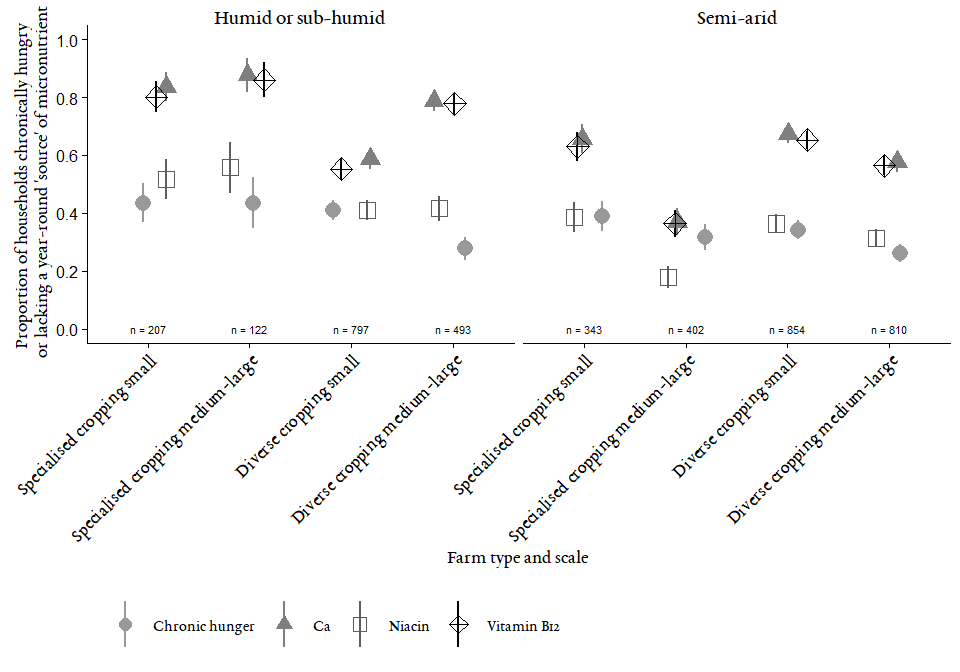 Humid or sub-humid
Semi-arid
Proportion of households chronically hungry
or lacking a year-round 'source' of micronutrient
1.0
0.8
0.6
0.4
0.2
0.0
n = 207
n = 122
n = 797
n = 493
n = 343
n = 402
n = 854
n = 810
Specialised cropping small
Specialised cropping medium-large
Diverse cropping small
Diverse cropping medium-large
Specialised cropping small
Specialised cropping medium-large
Diverse cropping small
Diverse cropping medium-large
Farm type and scale
Chronic hunger
Ca
Niacin
Vitamin B12